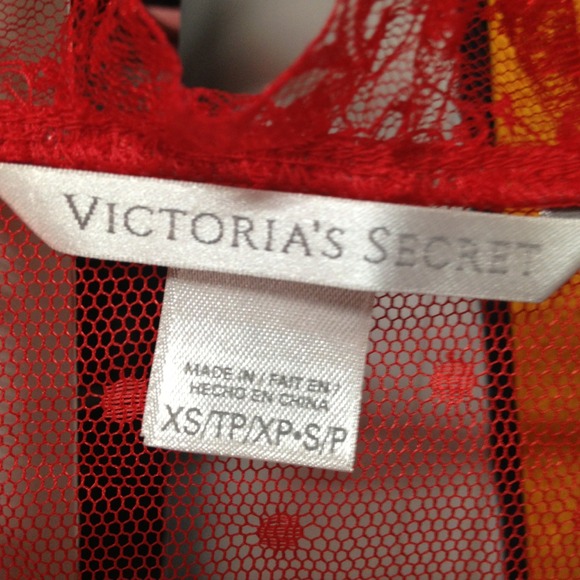 VICTORIA'S SECRET
MADE IN / FAIT EN /
HECHO EN CHINA
XS/TP/XP•S/P